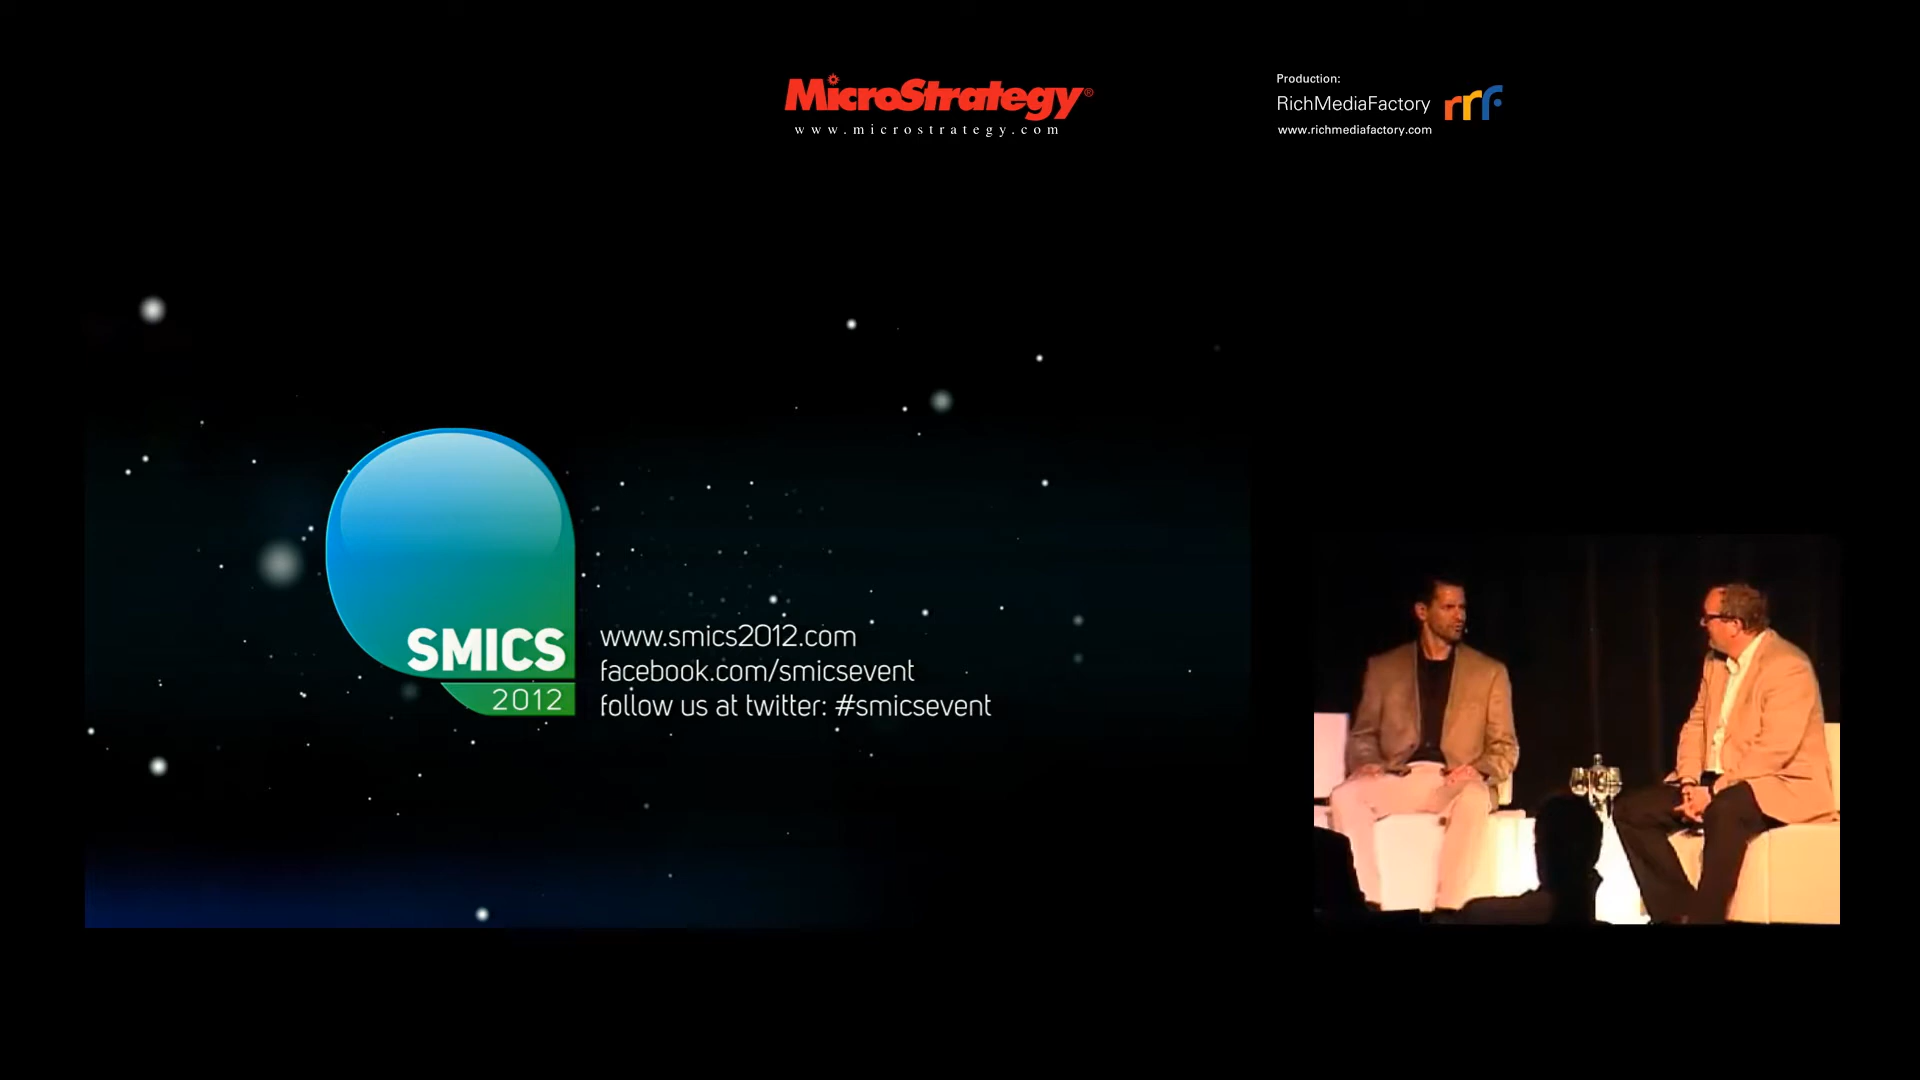 MicroStrategy®
www.microstrategy.com
Production:
RichMediaFactory rrf
www.richmediafactory.com
SMICS
2012
www.smics2012.com
facebook.com/smicsevent
follow us at twitter: #smicsevent